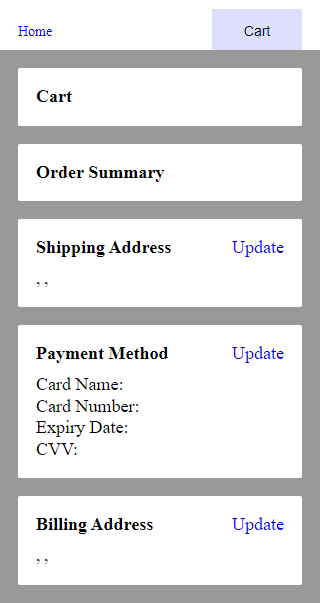 Home Cart
Cart
Order Summary
Shipping Address Update
, ,
Payment Method Update
Card Name:
Card Number:
Expiry Date:
CVV:
Billing Address Update
, ,